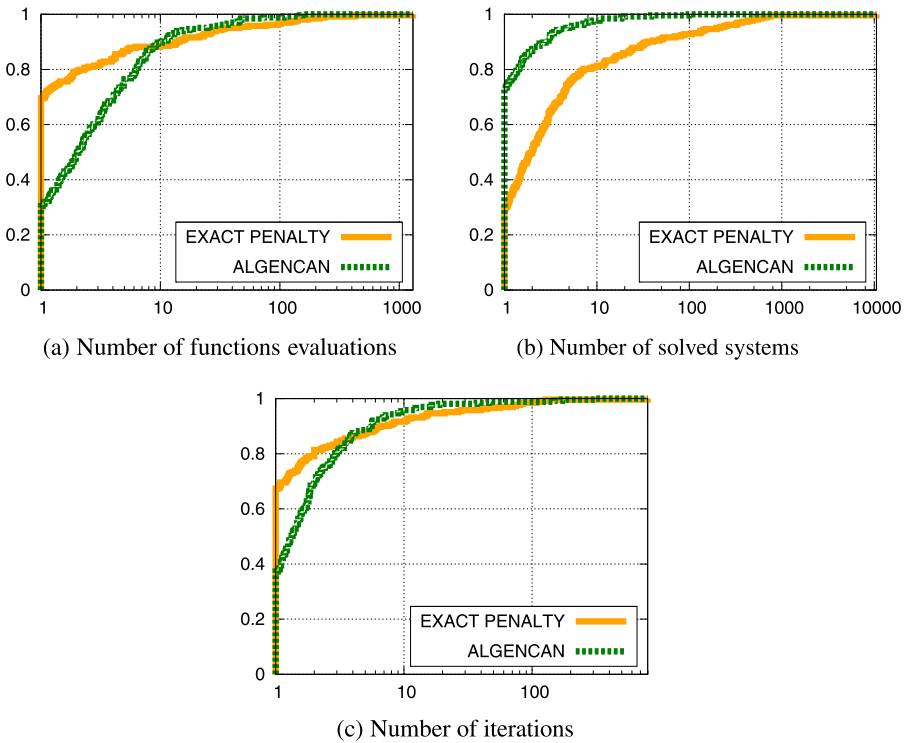 1
0.8
0.6
0.4
0.2
0
EXACT PENALTY
ALGENCAN
1 10 100 1000
(a) Number of functions evaluations
1
0.8
0.6
0.4
0.2
0
EXACT PENALTY
ALGENCAN
1 10 100 1000 10000
(b) Number of solved systems
1
0.8
0.6
0.4
0.2
0
EXACT PENALTY
ALGENCAN
1 10 100
(c) Number of iterations